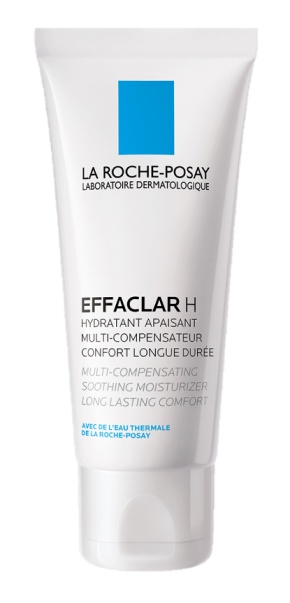 LA ROCHE-POSAY
LABORATOIRE DERMATOLOGIQUE
EFFACLAR H
HYDRATANT APAISANT
MULTI-COMPENSATEUR
CONFORT LONGUE DURÉE
MULTI-COMPENSATING
SOOTHING MOISTURIZER
LONG LASTING COMFORT
AVEC DE L'EAU THERMALE
DE LA ROCHE-POSAY